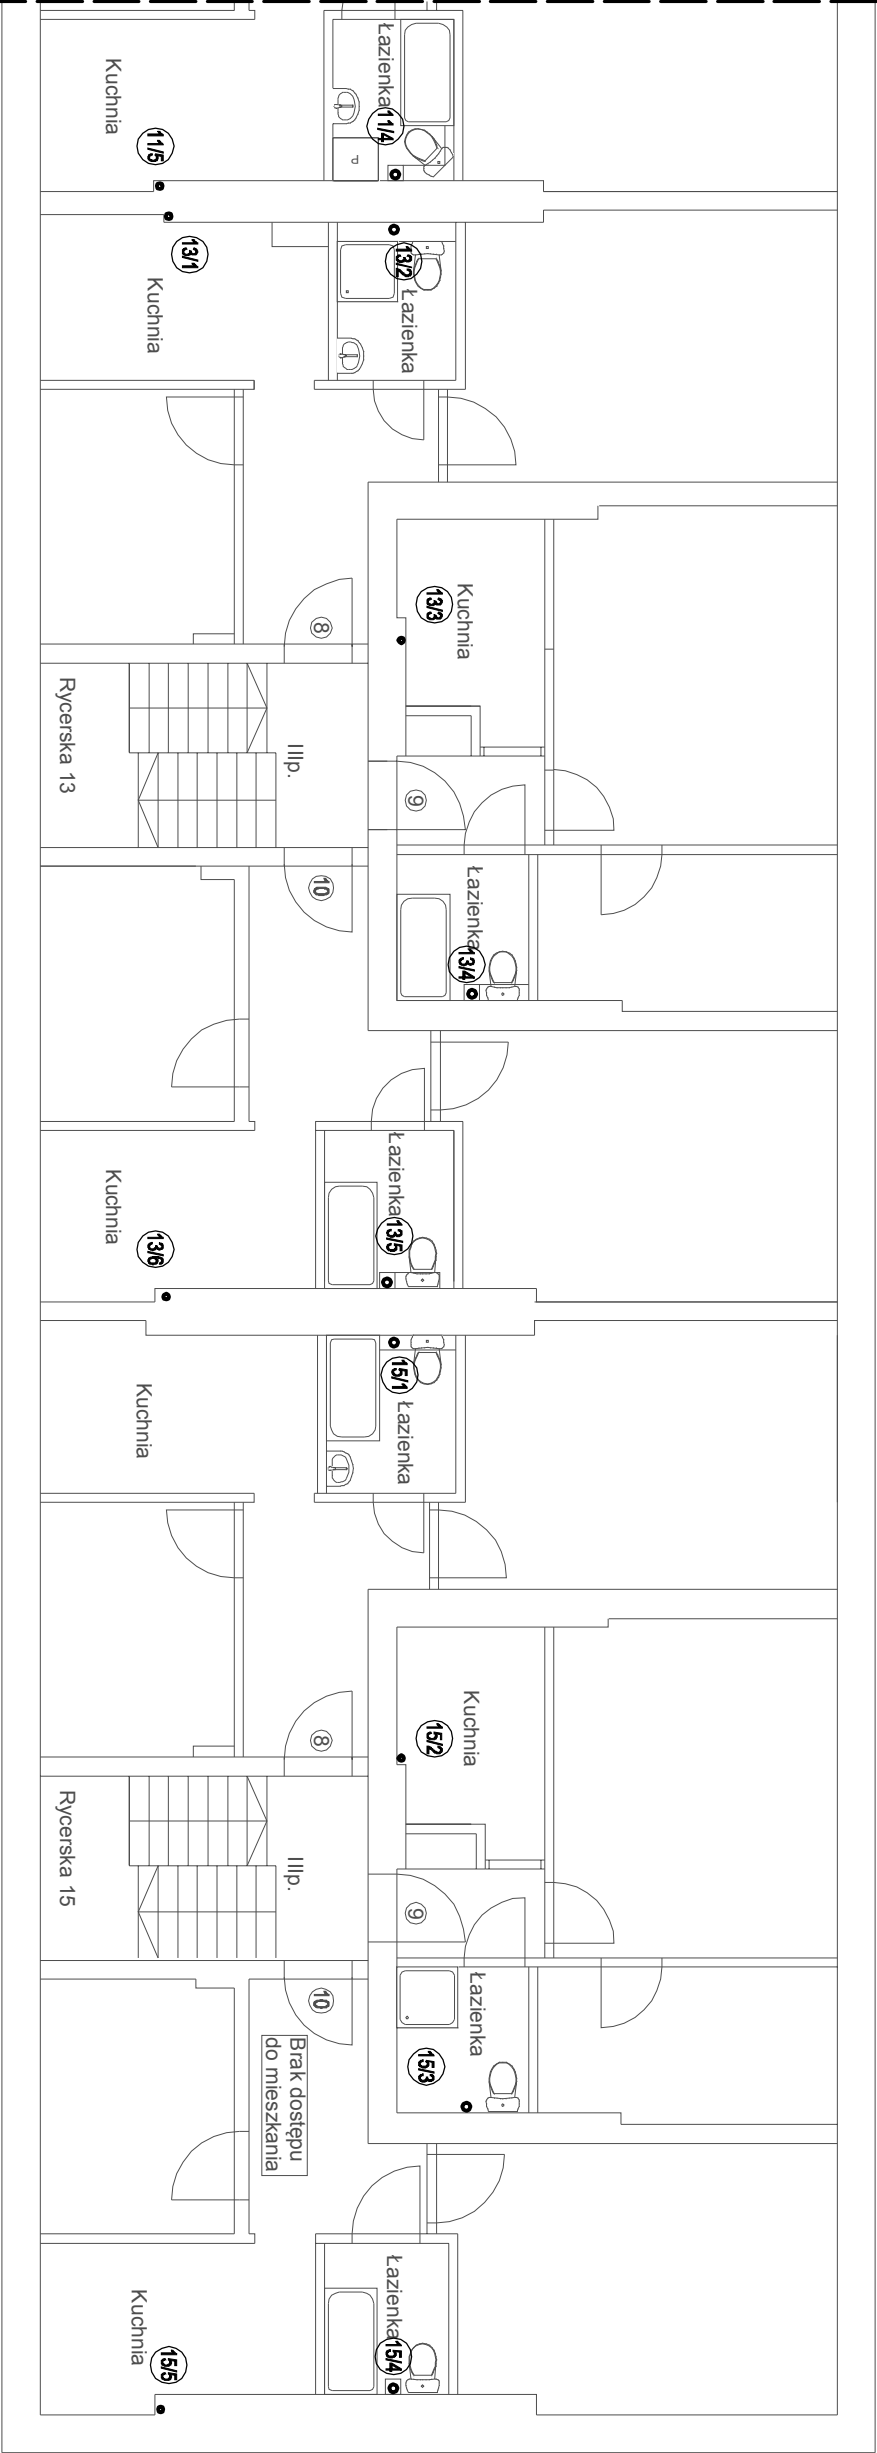 Łazienka
Kuchnia
11/4
11/5
P
13/1
13/2
Kuchnia
Łazienka
Kuchnia
13/3
8
Rycerska 13
IIIp.
9
10
Łazienka
13/4
Łazienka
Kuchnia
13/5
13/6
15/1
Kuchnia
Łazienka
Kuchnia
15/2
8
Rycerska 15
IIIp.
9
10
Łazienka
15/3
Brak dostępu
do mieszkania
Łazienka
Kuchnia
15/4
15/5